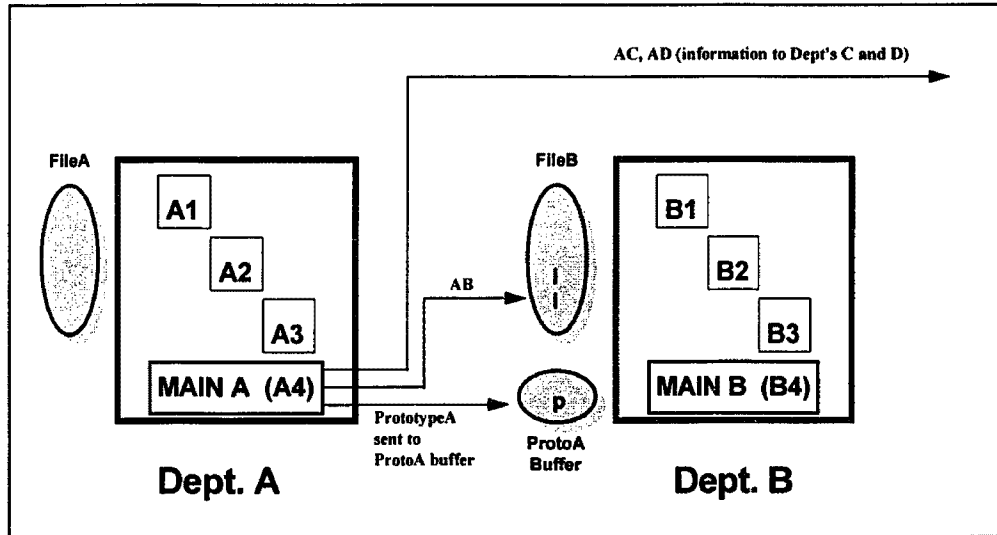 AC, AD (information to Dept's C and D)
FileA
FileB
A1
A2
A3
MAIN A (A4)
AB
B1
B2
B3
MAIN B (B4)
p
PrototypeA
sent to
ProtoA buffer
ProtoA
Buffer
Dept. A
Dept. B